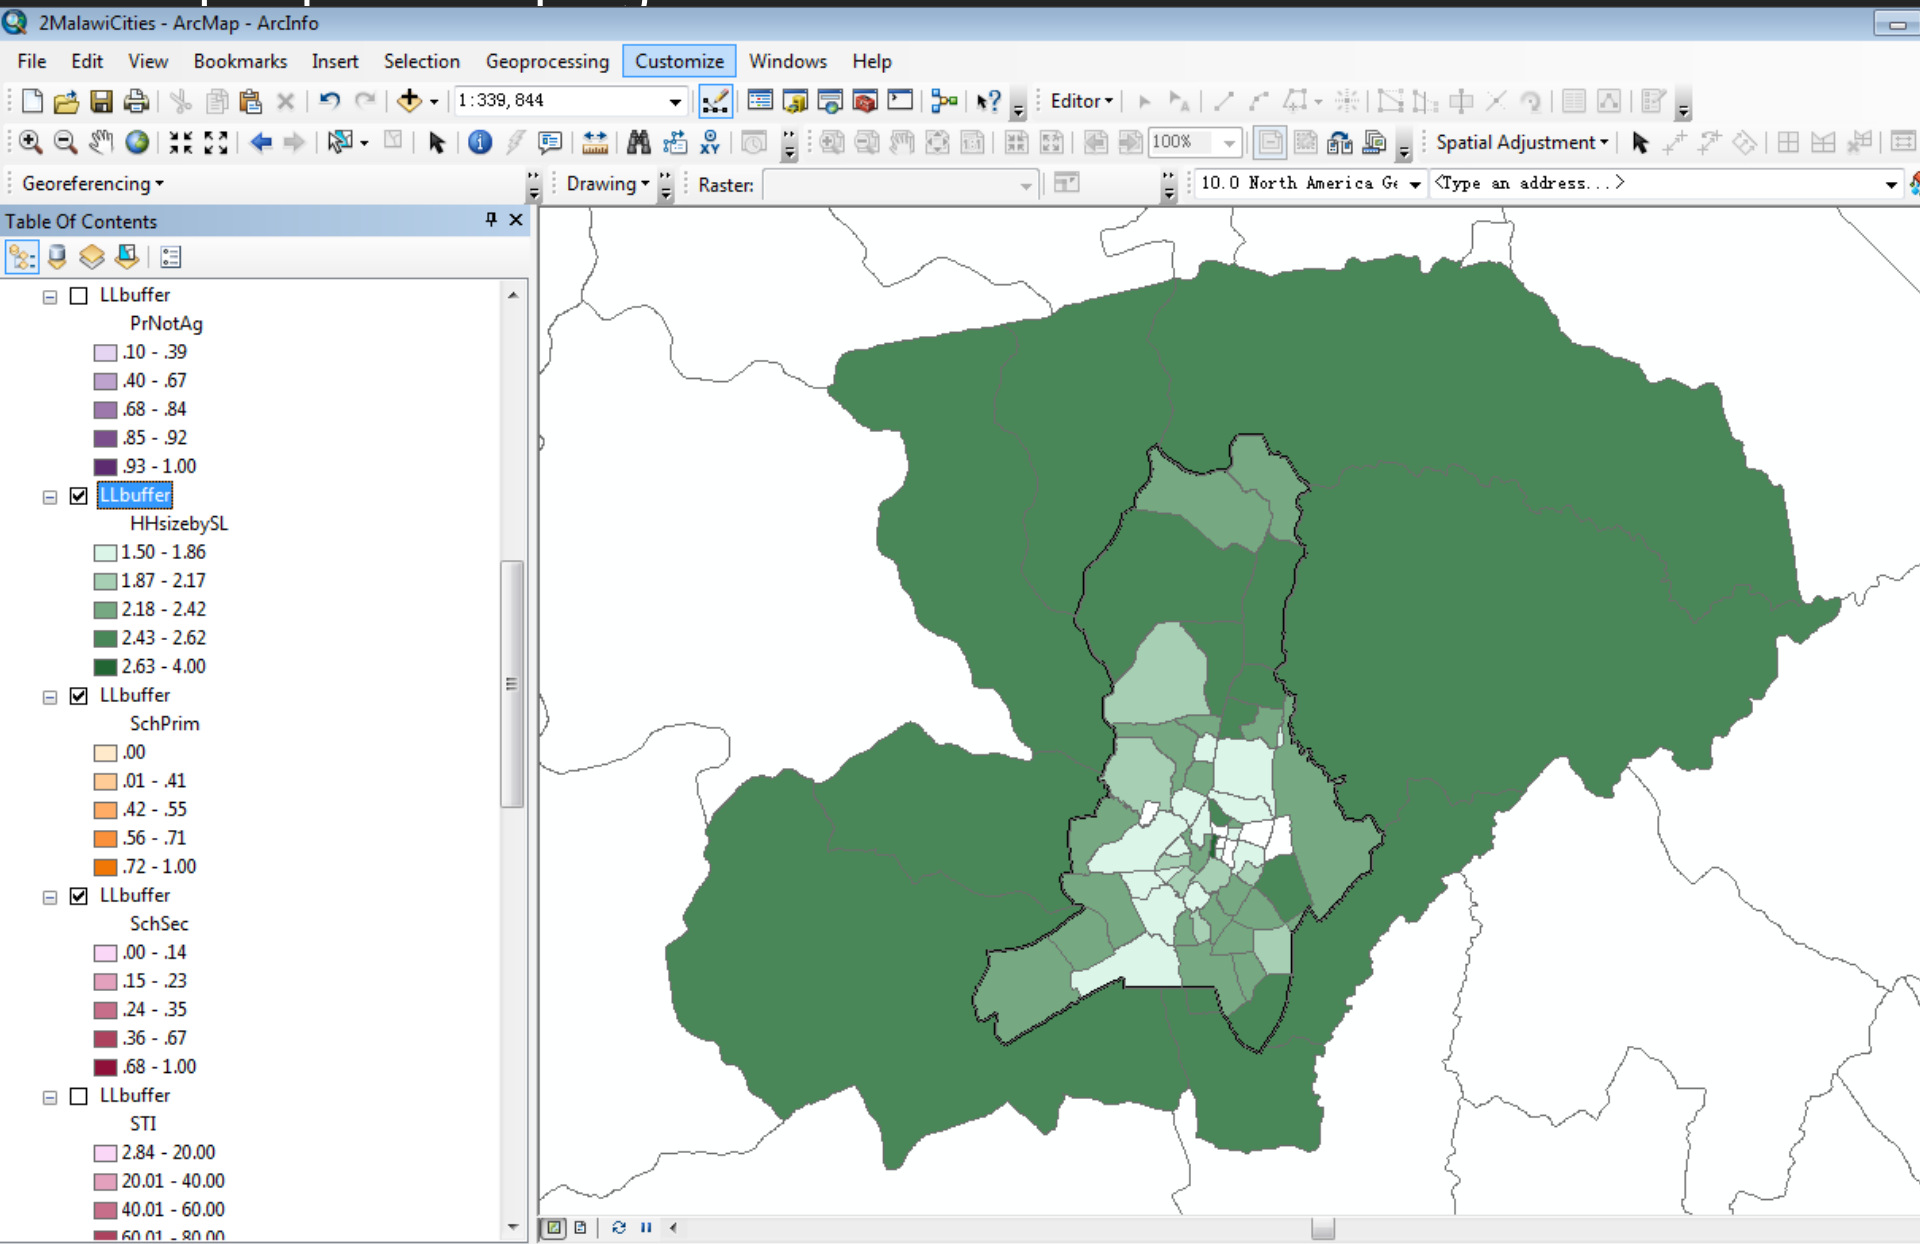 2MalawiCities - ArcMap - ArcInfo
File Edit View Bookmarks Insert Selection Geoprocessing Customize Windows Help
1:339,844 Editor
100% Spatial Adjustment
Georeferencing Drawing Raster: 10.0 North America Ge <Type an address...>
Table Of Contents
LLbuffer
PrNotAg
.10 - .39
.40 - .67
.68 - .84
.85 - .92
.93 - 1.00
LLbuffer
HHsizebySL
1.50 - 1.86
1.87 - 2.17
2.18 - 2.42
2.43 - 2.62
2.63 - 4.00
LLbuffer
SchPrim
.00
.01 - .41
.42 - .55
.56 - .71
.72 - 1.00
LLbuffer
SchSec
.00 - .14
.15 - .23
.24 - .35
.36 - .67
.68 - 1.00
LLbuffer
STI
2.84 - 20.00
20.01 - 40.00
40.01 - 60.00
60.01 - 80.00